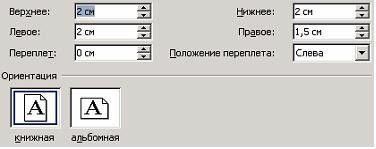 Верхнее: 2 см Нижнее: 2 см
Левое: 2 см Правое: 1,5 см
Переплет: 0 см Положение переплета: Слева
Ориентация
A A
книжная альбомная